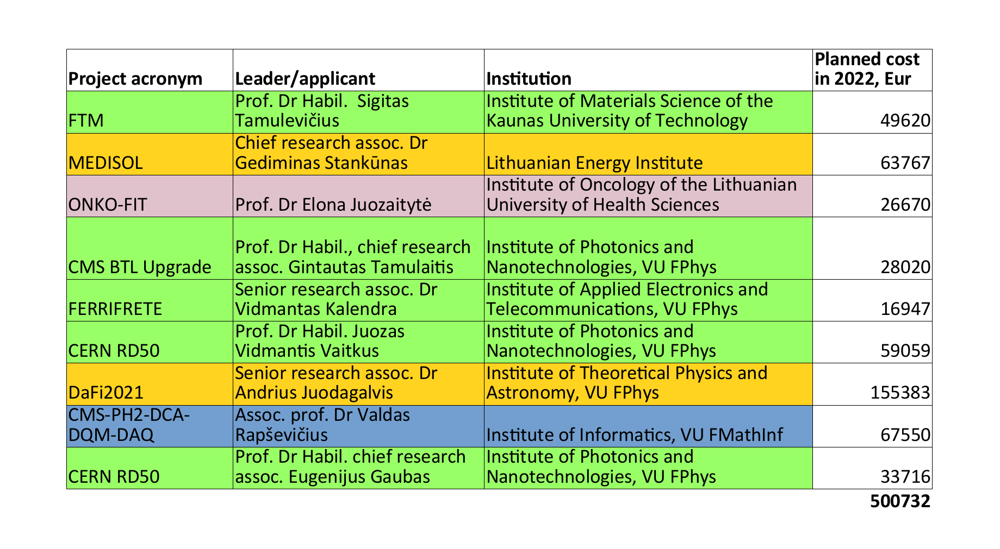 Project acronym
Leader/applicant
Institution
Planned cost
in 2022, Eur
FTM
Prof. Dr Habil.  Sigitas
Tamulevičius
Institute of Materials Science of the
Kaunas University of Technology
49620
MEDISOL
Chief research assoc. Dr
Gediminas Stankūnas
Lithuanian Energy Institute
63767
ONKO-FIT
Prof. Dr Elona Juozaitytė
Institute of Oncology of the Lithuanian
University of Health Sciences
26670
CMS BTL Upgrade
Prof. Dr Habil., chief research
assoc. Gintautas Tamulaitis
Institute of Photonics and
Nanotechnologies, VU FPhys
28020
FERRIFRETE
Senior research assoc. Dr
Vidmantas Kalendra
Institute of Applied Electronics and
Telecommunications, VU FPhys
16947
CERN RD50
Prof. Dr Habil. Juozas
Vidmantis Vaitkus
Institute of Photonics and
Nanotechnologies, VU FPhys
59059
DaFi2021
Senior research assoc. Dr
Andrius Juodagalvis
Institute of Theoretical Physics and
Astronomy, VU FPhys
155383
CMS-PH2-DCA-
DQM-DAQ
Assoc. prof. Dr Valdas
Rapševičius
Institute of Informatics, VU FMathInf
67550
CERN RD50
Prof. Dr Habil. chief research
assoc. Eugenijus Gaubas
Institute of Photonics and
Nanotechnologies, VU FPhys
33716
500732